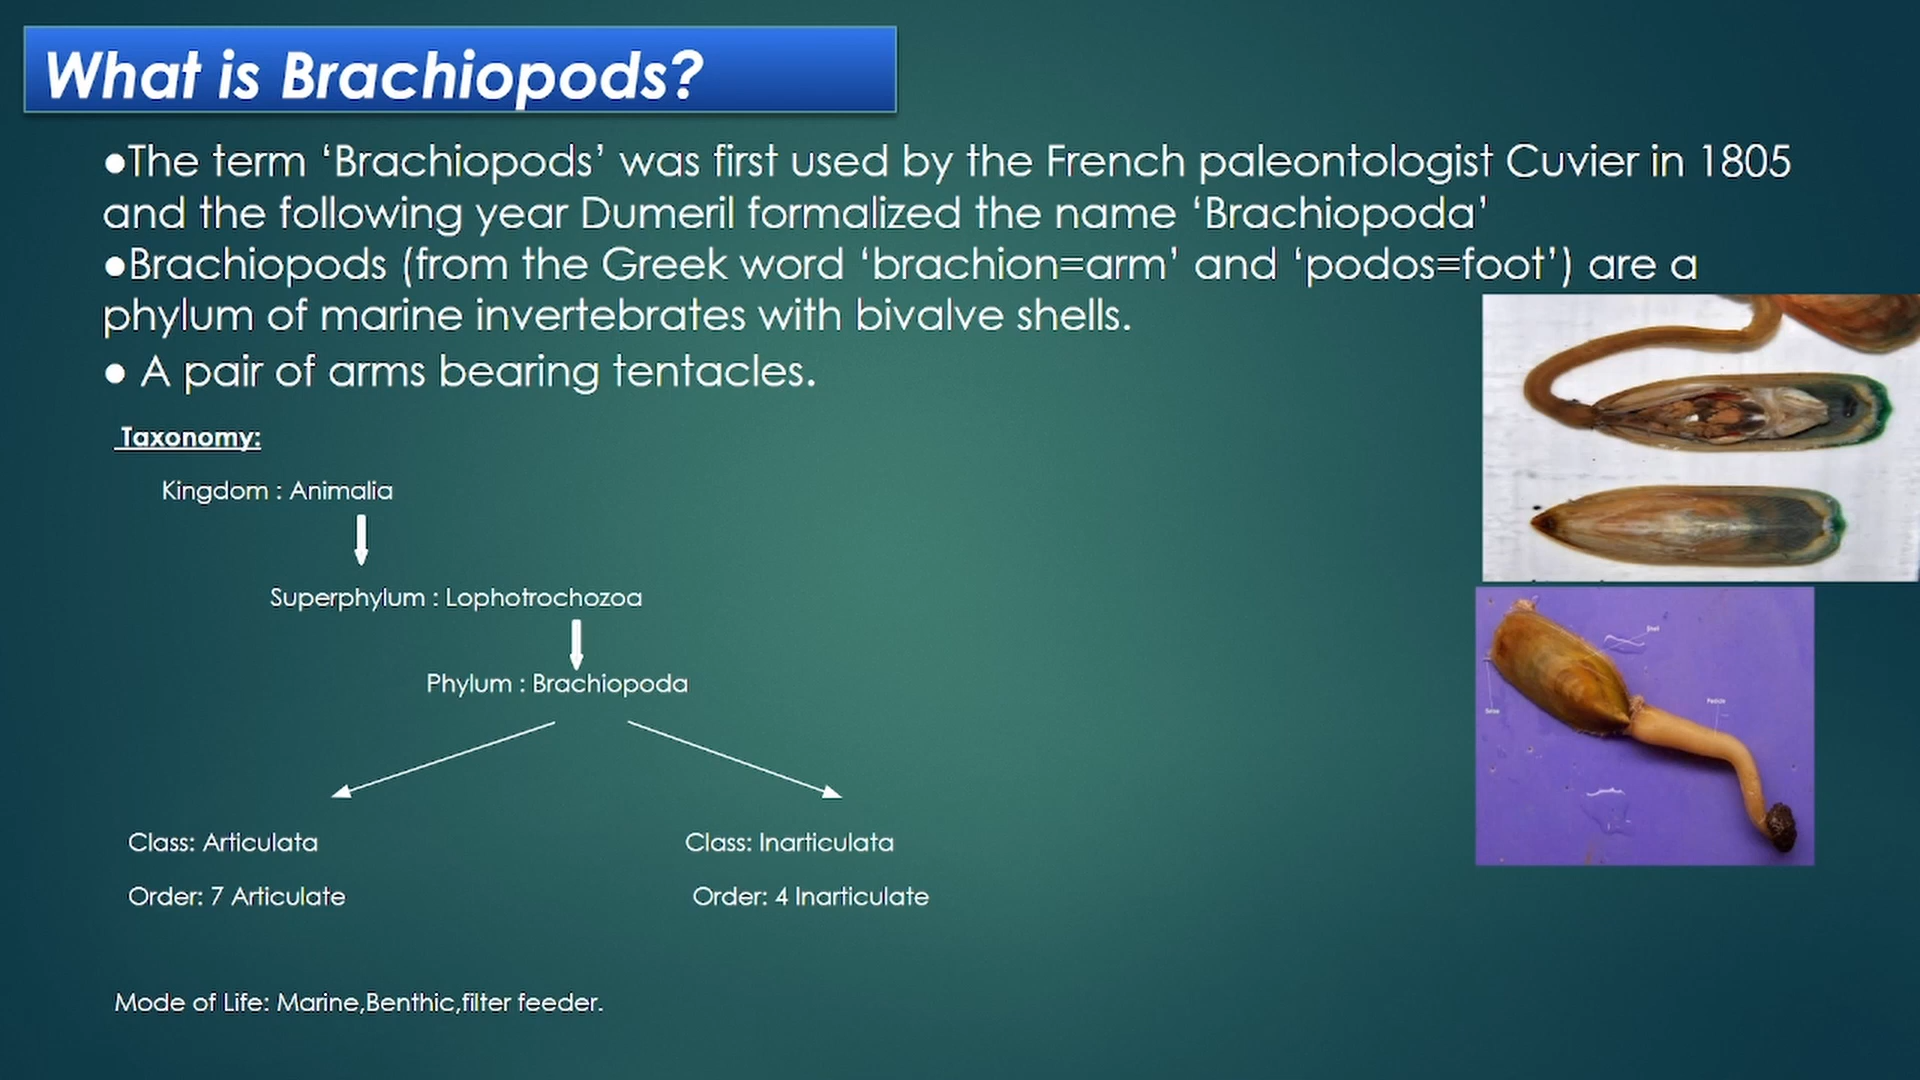 What is Brachiopods?
●The term ‘Brachiopods’ was first used by the French paleontologist Cuvier in 1805
and the following year Dumeril formalized the name ‘Brachiopoda’
●Brachiopods (from the Greek word ‘brachion=arm’ and ‘podos=foot’) are a
phylum of marine invertebrates with bivalve shells.
● A pair of arms bearing tentacles.
Taxonomy:
Kingdom : Animalia
Superphylum : Lophotrochozoa
Phylum : Brachiopoda
Class: Articulata
Class: Inarticulata
Order: 7 Articulate
Order: 4 Inarticulate
Mode of Life: Marine,Benthic,filter feeder.
Shell
Pedicle
Setae